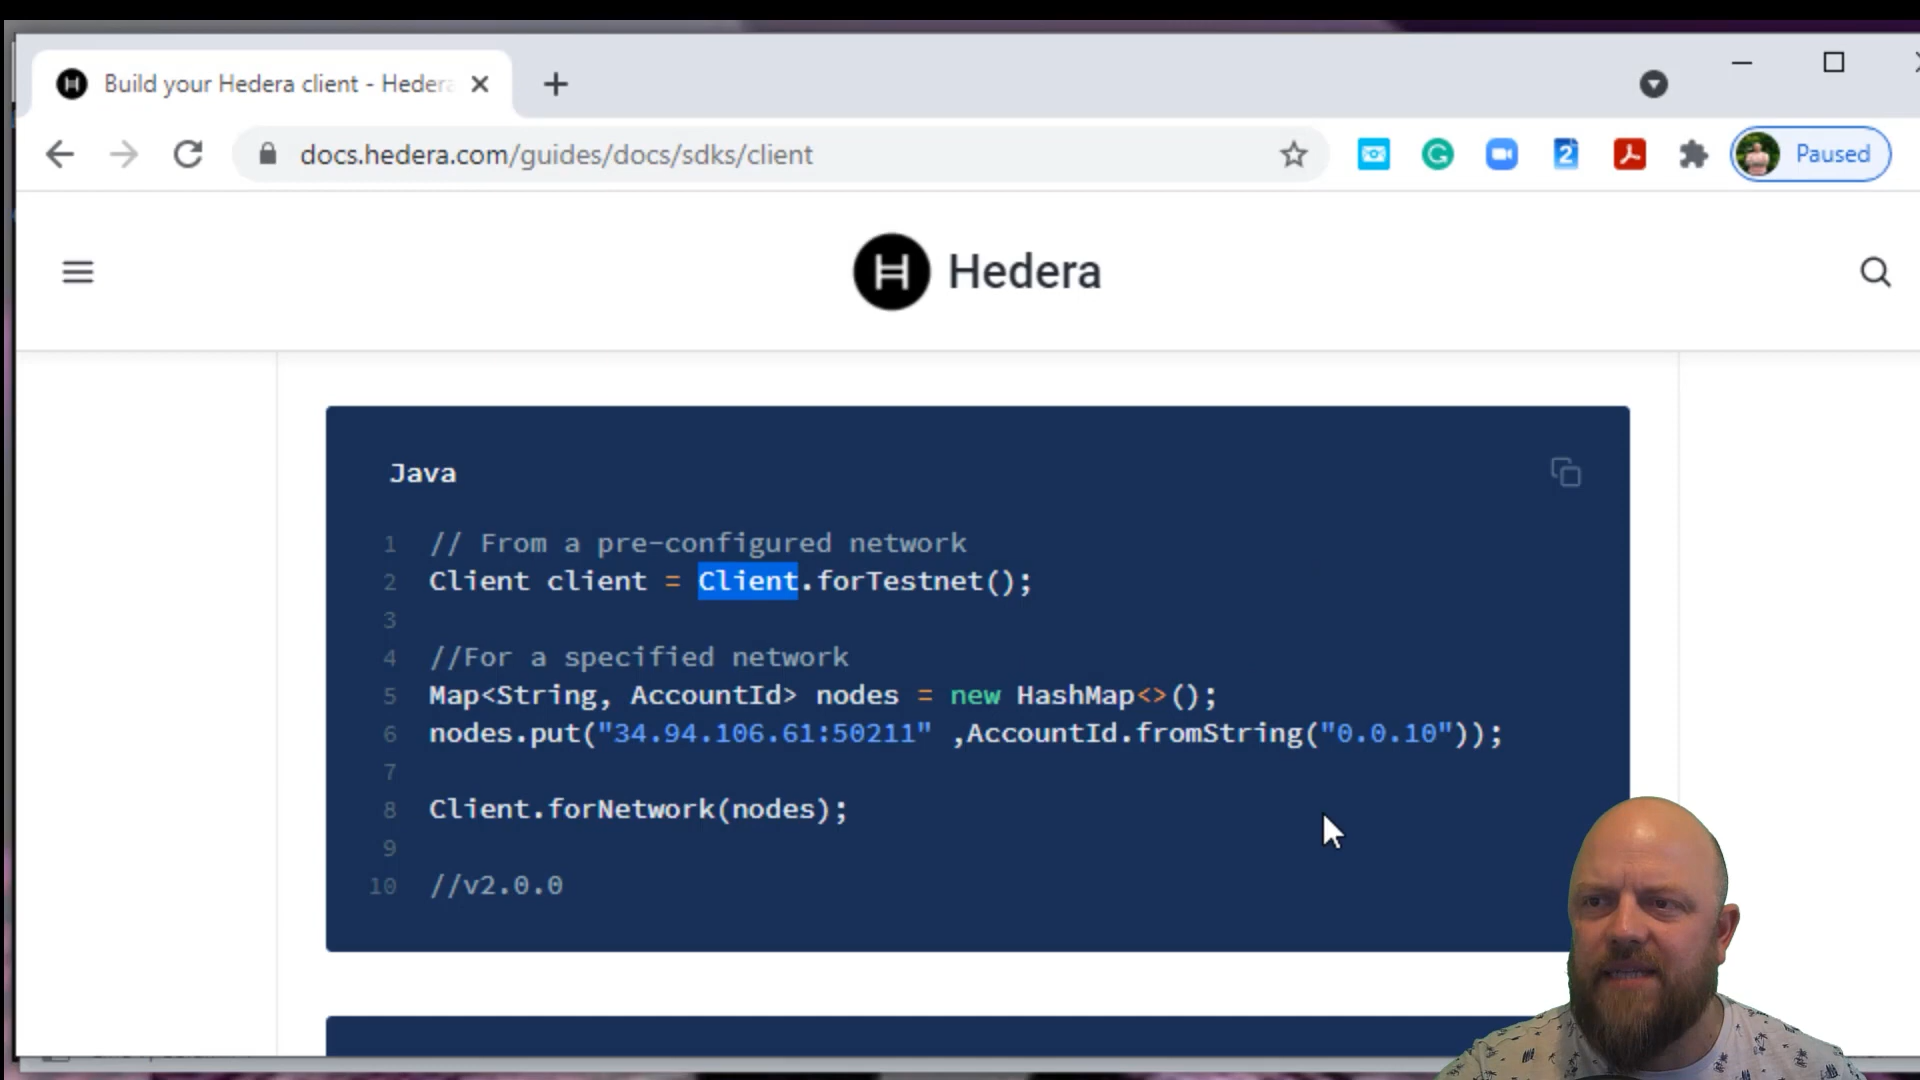 Build your Hedera client - Hedera
docs.hedera.com/guides/docs/sdks/client
2
Paused
Hedera
Java
1 // From a pre-configured network
2 Client client = Client.forTestnet();
3
4 //For a specified network
5 Map<String, AccountId> nodes = new HashMap<>();
6 nodes.put("34.94.106.61:50211" ,AccountId.fromString("0.0.10"));
7
8 Client.forNetwork(nodes);
9
10 //v2.0.0